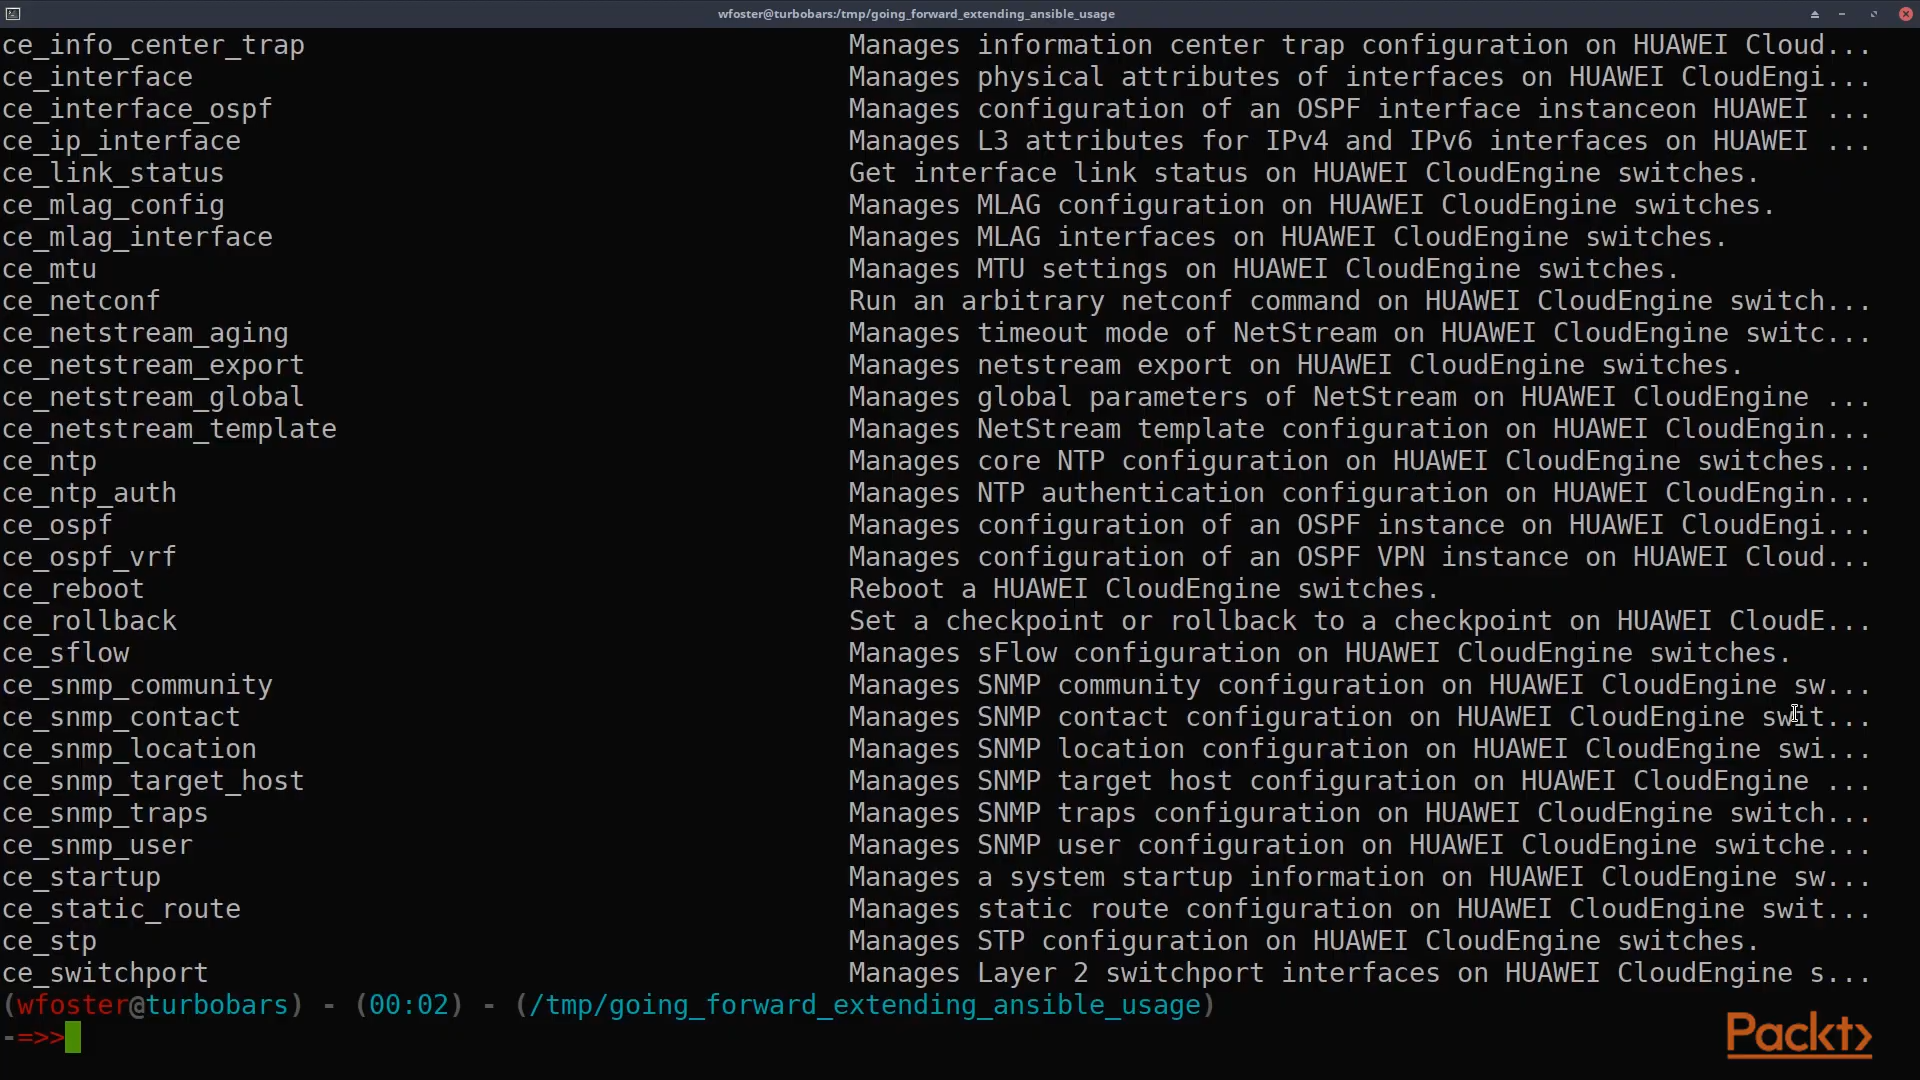 wfoster@turbobars:/tmp/going_forward_extending_ansible_usage
ce_info_center_trap Manages information center trap configuration on HUAWEI Cloud...
ce_interface Manages physical attributes of interfaces on HUAWEI CloudEngi...
ce_interface_ospf Manages configuration of an OSPF interface instanceon HUAWEI ...
ce_ip_interface Manages L3 attributes for IPv4 and IPv6 interfaces on HUAWEI ...
ce_link_status Get interface link status on HUAWEI CloudEngine switches.
ce_mlag_config Manages MLAG configuration on HUAWEI CloudEngine switches.
ce_mlag_interface Manages MLAG interfaces on HUAWEI CloudEngine switches.
ce_mtu Manages MTU settings on HUAWEI CloudEngine switches.
ce_netconf Run an arbitrary netconf command on HUAWEI CloudEngine switch...
ce_netstream_aging Manages timeout mode of NetStream on HUAWEI CloudEngine switc...
ce_netstream_export Manages netstream export on HUAWEI CloudEngine switches.
ce_netstream_global Manages global parameters of NetStream on HUAWEI CloudEngine ...
ce_netstream_template Manages NetStream template configuration on HUAWEI CloudEngin...
ce_ntp Manages core NTP configuration on HUAWEI CloudEngine switches...
ce_ntp_auth Manages NTP authentication configuration on HUAWEI CloudEngin...
ce_ospf Manages configuration of an OSPF instance on HUAWEI CloudEngi...
ce_ospf_vrf Manages configuration of an OSPF VPN instance on HUAWEI Cloud...
ce_reboot Reboot a HUAWEI CloudEngine switches.
ce_rollback Set a checkpoint or rollback to a checkpoint on HUAWEI CloudE...
ce_sflow Manages sFlow configuration on HUAWEI CloudEngine switches.
ce_snmp_community Manages SNMP community configuration on HUAWEI CloudEngine sw...
ce_snmp_contact Manages SNMP contact configuration on HUAWEI CloudEngine swit...
ce_snmp_location Manages SNMP location configuration on HUAWEI CloudEngine swi...
ce_snmp_target_host Manages SNMP target host configuration on HUAWEI CloudEngine ...
ce_snmp_traps Manages SNMP traps configuration on HUAWEI CloudEngine switch...
ce_snmp_user Manages SNMP user configuration on HUAWEI CloudEngine switche...
ce_startup Manages a system startup information on HUAWEI CloudEngine sw...
ce_static_route Manages static route configuration on HUAWEI CloudEngine swit...
ce_stp Manages STP configuration on HUAWEI CloudEngine switches.
ce_switchport Manages Layer 2 switchport interfaces on HUAWEI CloudEngine s...
(wfoster@turbobars) - (00:02) - (/tmp/going_forward_extending_ansible_usage)
-=>>
Packt>